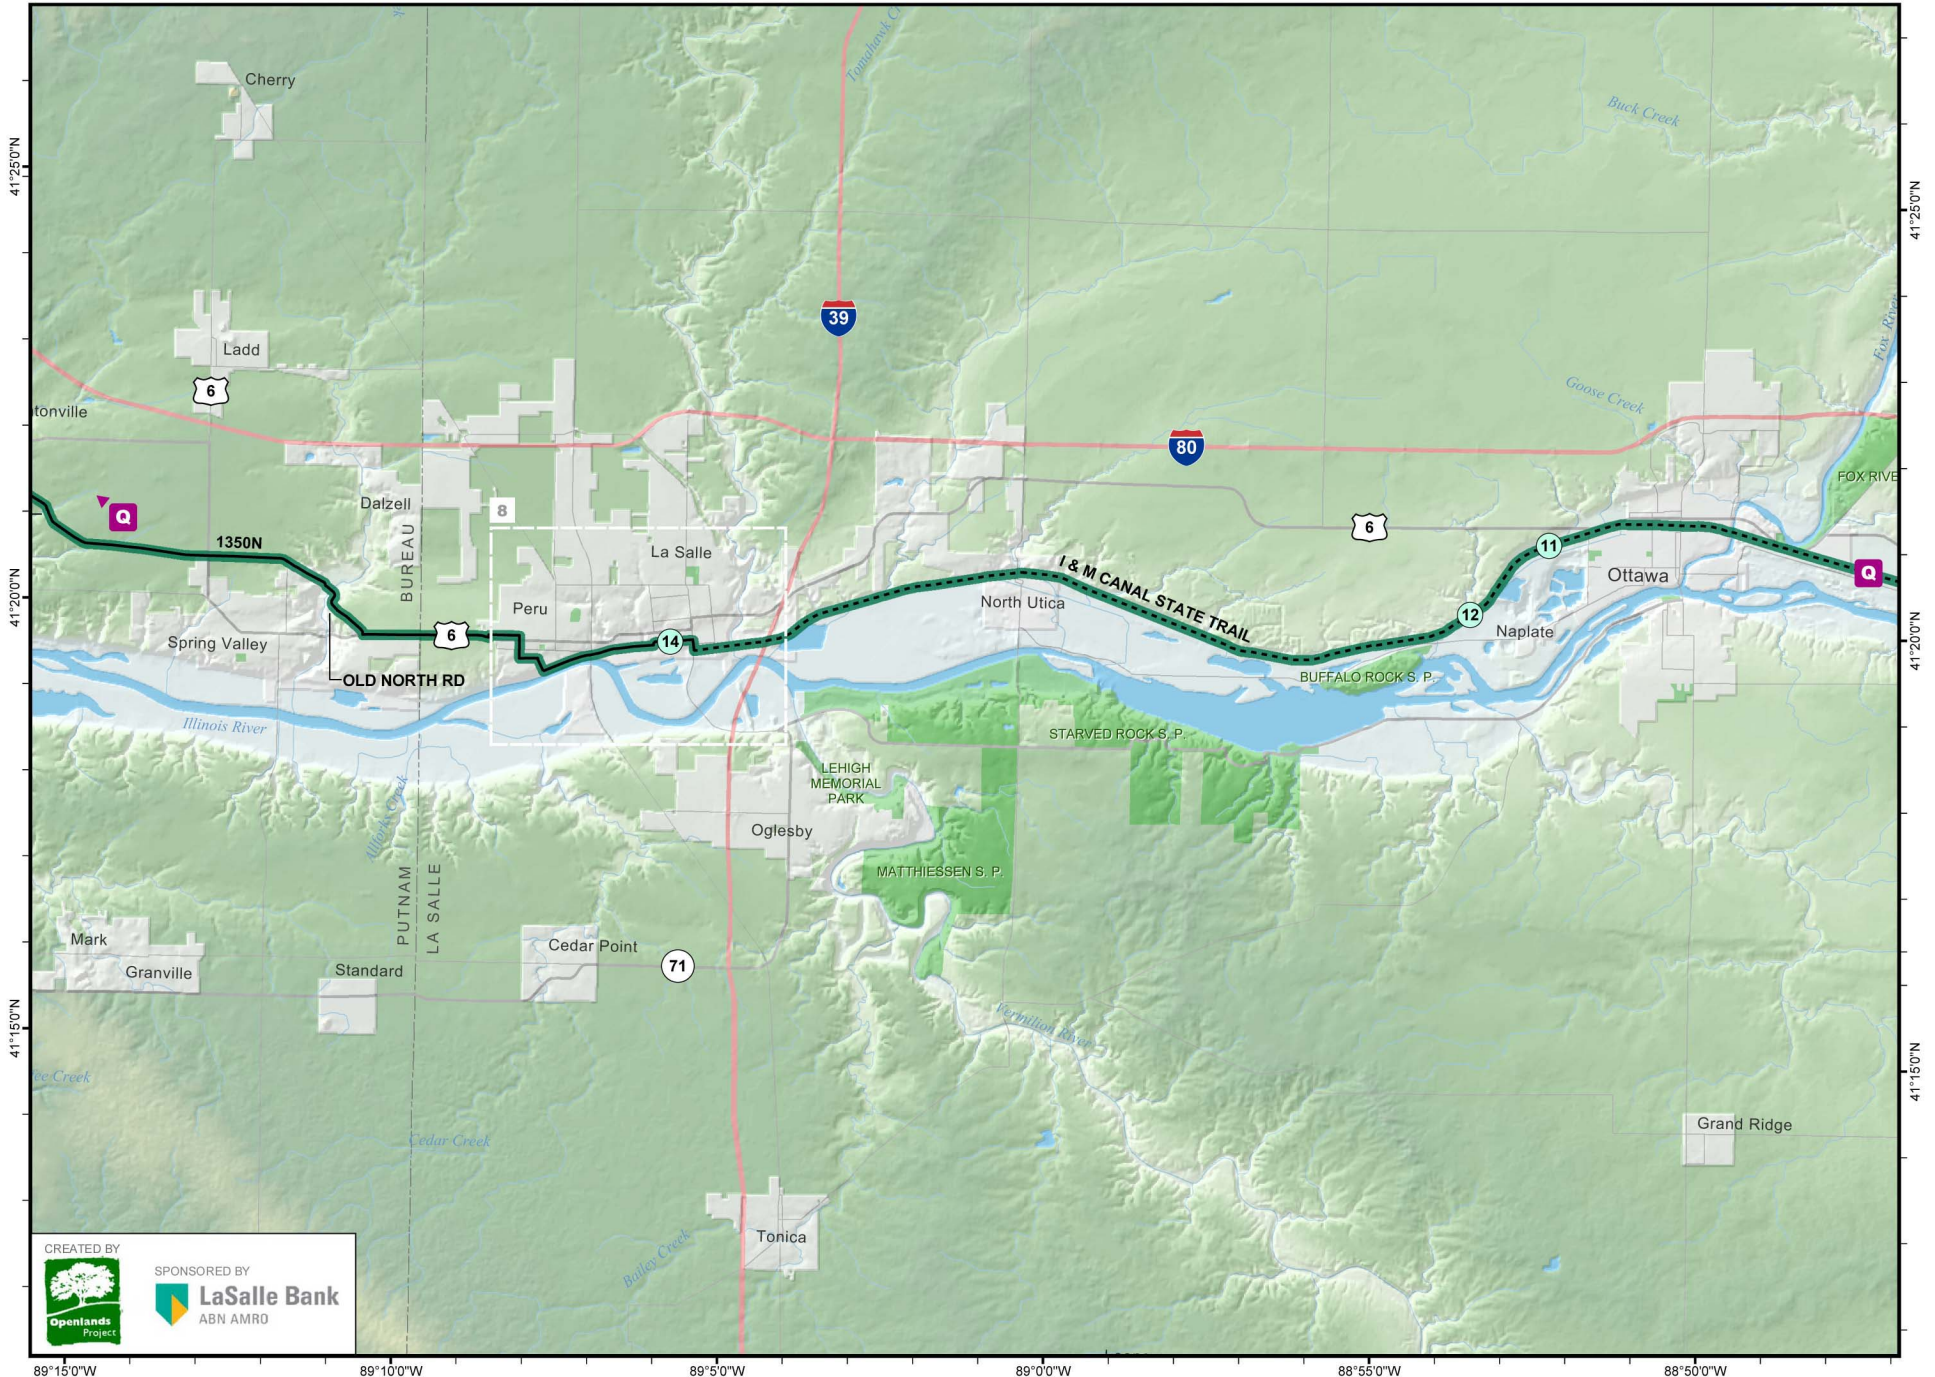 Tomahawk Cr
Cherry
Buck Creek
41°25'0"N
41°25'0"N
39
Fox River
Ladd
6
Goose Creek
tonville
80
FOX RIVE
Dalzell
Q
8
6
BUREAU
1350N
La Salle
11
I & M CANAL STATE TRAIL
Ottawa
Q
41°20'0"N
Peru
North Utica
12
Naplate
6
14
Spring Valley
41°20'0"N
OLD NORTH RD
BUFFALO ROCK S. P.
Illinois River
STARVED ROCK S. P.
LEHIGH
MEMORIAL
PARK
Allforks Creek
Oglesby
MATTHIESSEN S. P.
PUTNAM
LA SALLE
Mark
Cedar Point
Granville
Standard
71
Vermilion River
41°15'0"N
41°15'0"N
ee Creek
Cedar Creek
Grand Ridge
Tonica
Bailey Creek
CREATED BY
Openlands
Project
SPONSORED BY
LaSalle Bank
ABN AMRO
89°15'0"W
89°10'0"W
89°5'0"W
89°0'0"W
88°55'0"W
88°50'0"W